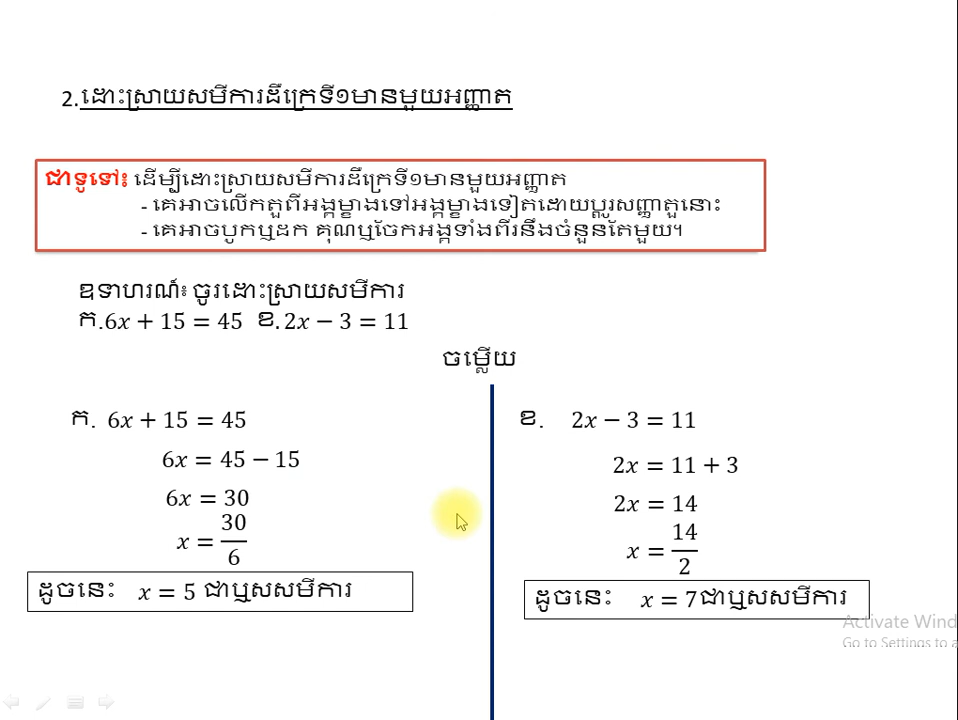 2.ដោះស្រាយសមីការដឺក្រេទី១មានមួយអញ្ញាត
ជាទូទៅ៖ ដើម្បីដោះស្រាយសមីការដឺក្រេទី១មានមួយអញ្ញាត
- គេអាចលើកតួពីអង្គម្ខាងទៅអង្គម្ខាងទៀតដោយប្តូរសញ្ញាតួនោះ
- គេអាចបូកឬដក គុណឬចែកអង្គទាំងពីរនឹងចំនួនតែមួយ។
ឧទាហរណ៍៖ ចូរដោះស្រាយសមីការ
ក.6x + 15 = 45 ខ.2x − 3 = 11
ចម្លើយ
ក. 6x + 15 = 45
6x = 45 − 15
6x = 30
x = 30/6
ដូចនេះ x = 5 ជាឬសសមីការ
ខ. 2x − 3 = 11
2x = 11 + 3
2x = 14
x = 14/2
ដូចនេះ x = 7ជាឬសសមីការ
Activate Wind
Go to Settings to a